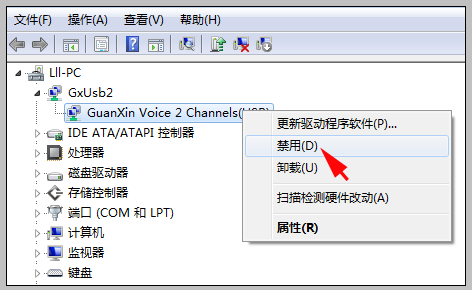 文件(F) 操作(A) 查看(V) 帮助(H)
Lll-PC
GxUsb2
GuanXin Voice 2 Channels(USB)
IDE ATA/ATAPI 控制器
处理器
磁盘驱动器
存储控制器
端口 (COM 和 LPT)
计算机
监视器
键盘
更新驱动程序软件(P)...
禁用(D)
卸载(U)
扫描检测硬件改动(A)
属性(R)